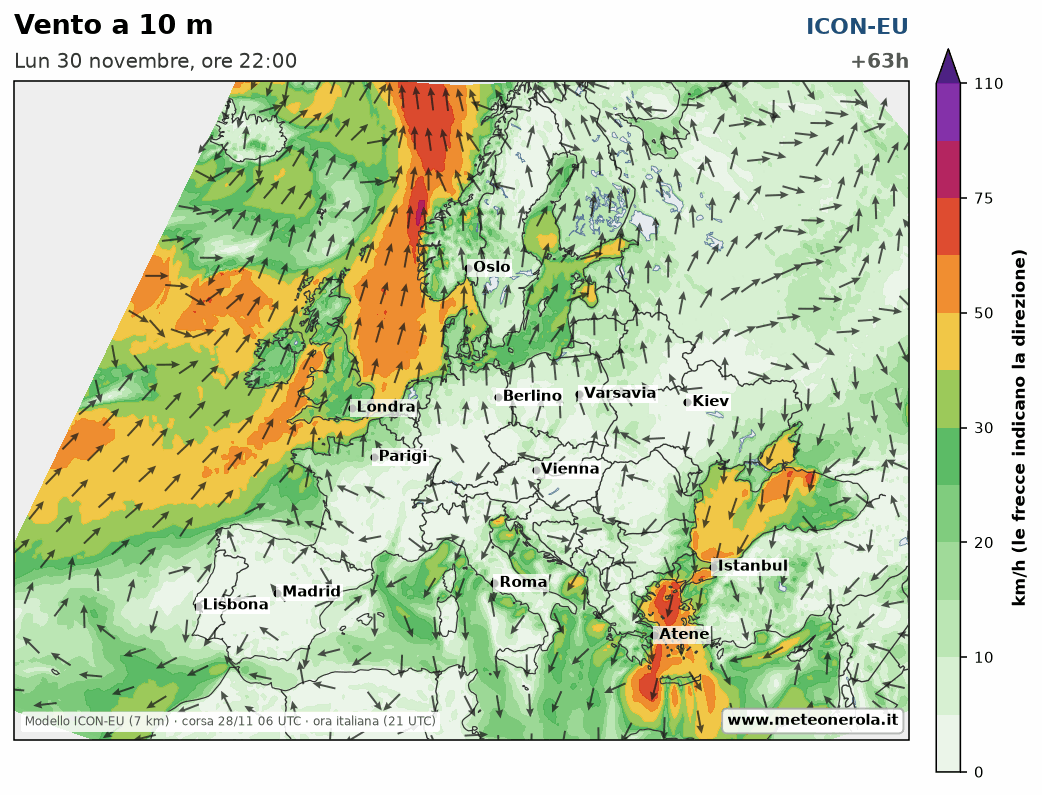 Vento a 10 m
ICON-EU
Lun 30 novembre, ore 22:00
+63h
110
75
50
30
20
10
0
km/h (le frecce indicano la direzione)
Oslo
Berlino
Varsavia
Kiev
Londra
Parigi
Vienna
Istanbul
Roma
Madrid
Lisbona
Atene
Modello ICON-EU (7 km) · corsa 28/11 06 UTC · ora italiana (21 UTC)
www.meteonerola.it